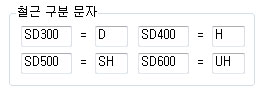 철근 구분 문자
SD300 = D SD400 = H
SD500 = SH SD600 = UH